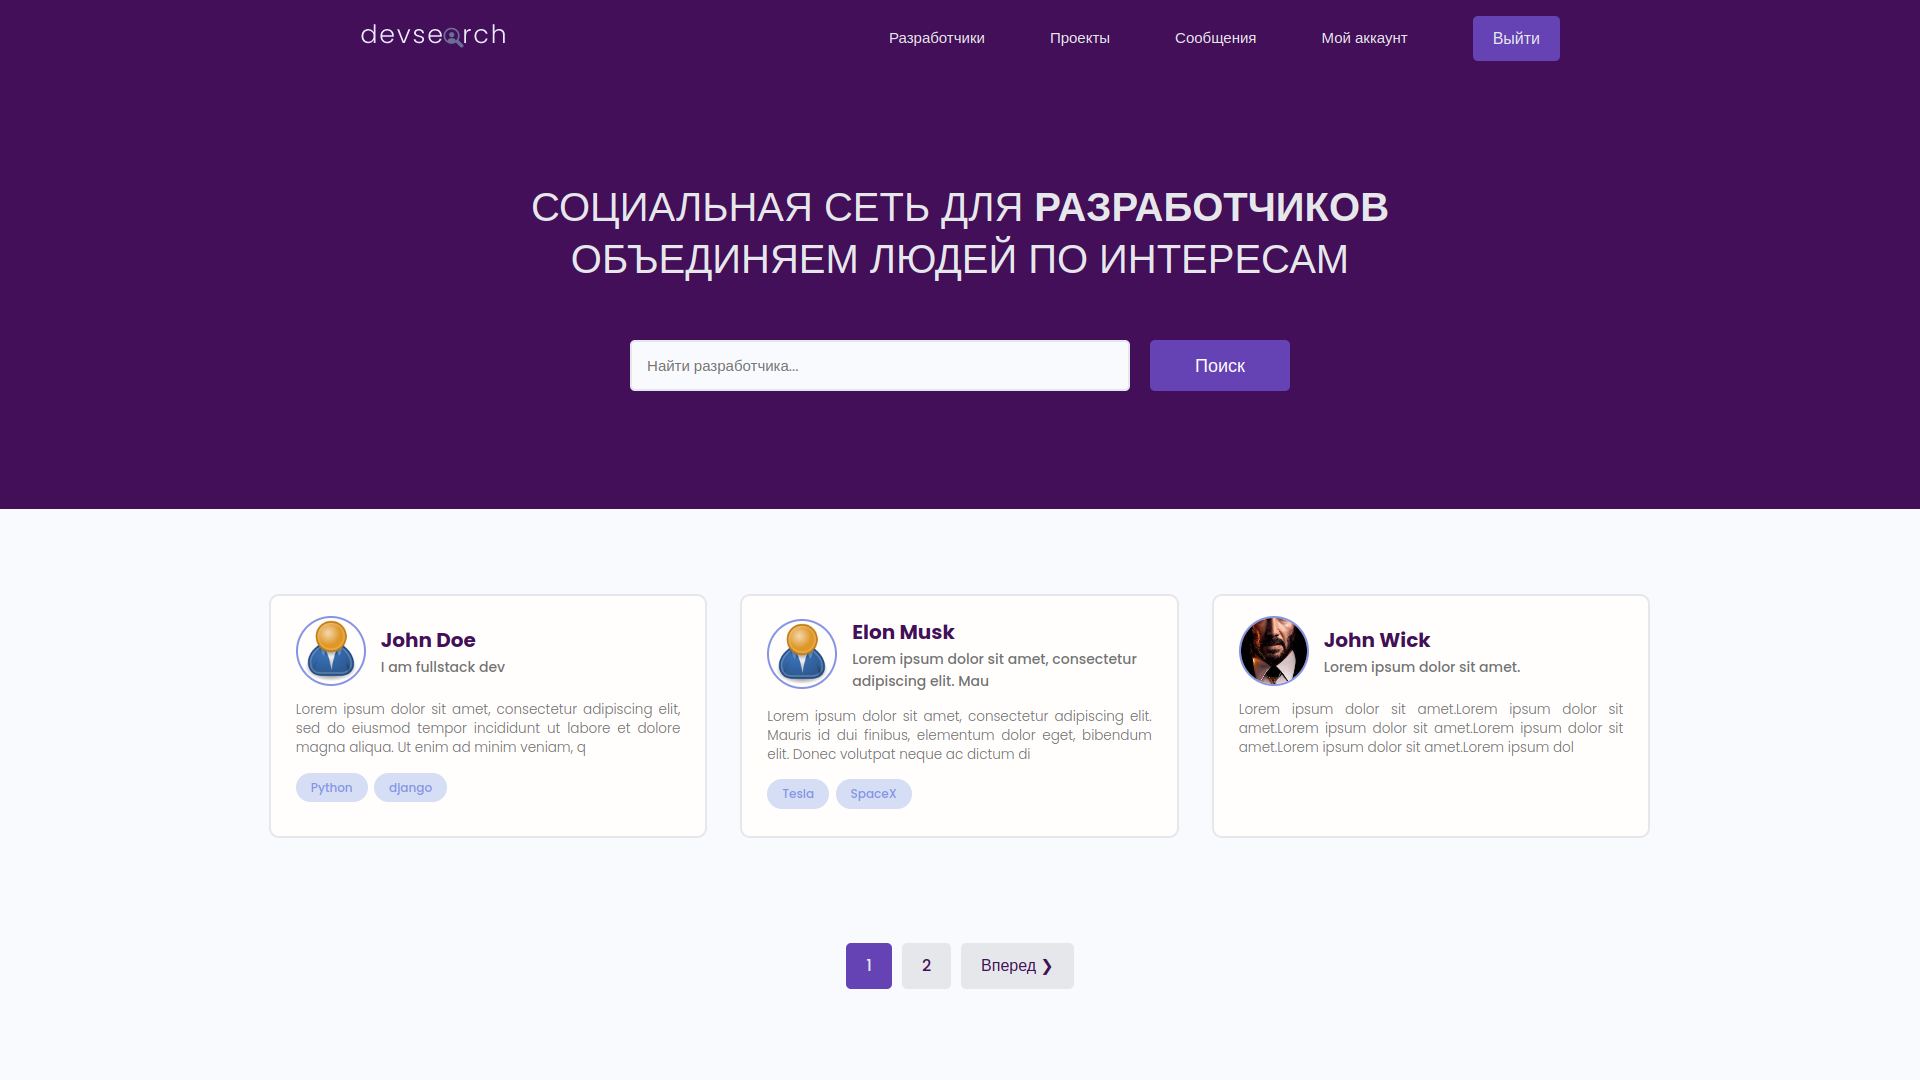 devsearch
Разработчики
Проекты
Сообщения
Мой аккаунт
Выйти
СОЦИАЛЬНАЯ СЕТЬ ДЛЯ РАЗРАБОТЧИКОВ
ОБЪЕДИНЯЕМ ЛЮДЕЙ ПО ИНТЕРЕСАМ
Найти разработчика...
Поиск
John Doe
I am fullstack dev
Lorem ipsum dolor sit amet, consectetur adipiscing elit,
sed do eiusmod tempor incididunt ut labore et dolore
magna aliqua. Ut enim ad minim veniam, q
Python
django
Elon Musk
Lorem ipsum dolor sit amet, consectetur
adipiscing elit. Mau
Lorem ipsum dolor sit amet, consectetur adipiscing elit.
Mauris id dui finibus, elementum dolor eget, bibendum
elit. Donec volutpat neque ac dictum di
Tesla
SpaceX
John Wick
Lorem ipsum dolor sit amet.
Lorem ipsum dolor sit amet.Lorem ipsum dolor sit
amet.Lorem ipsum dolor sit amet.Lorem ipsum dolor sit
amet.Lorem ipsum dolor sit amet.Lorem ipsum dol
1
2
Вперед ❯